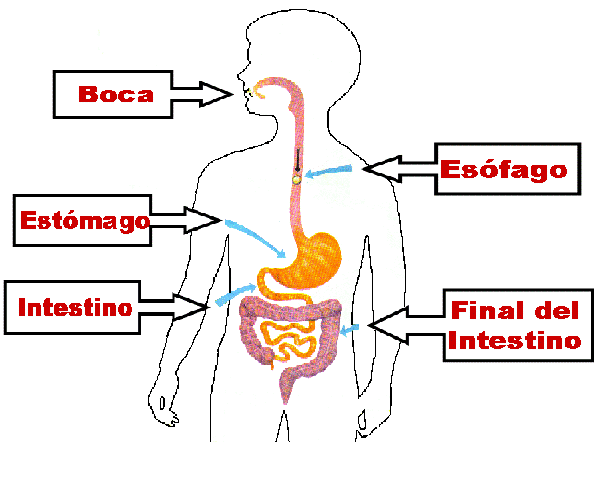 Boca
Esófago
Estómago
Intestino
Final del
Intestino